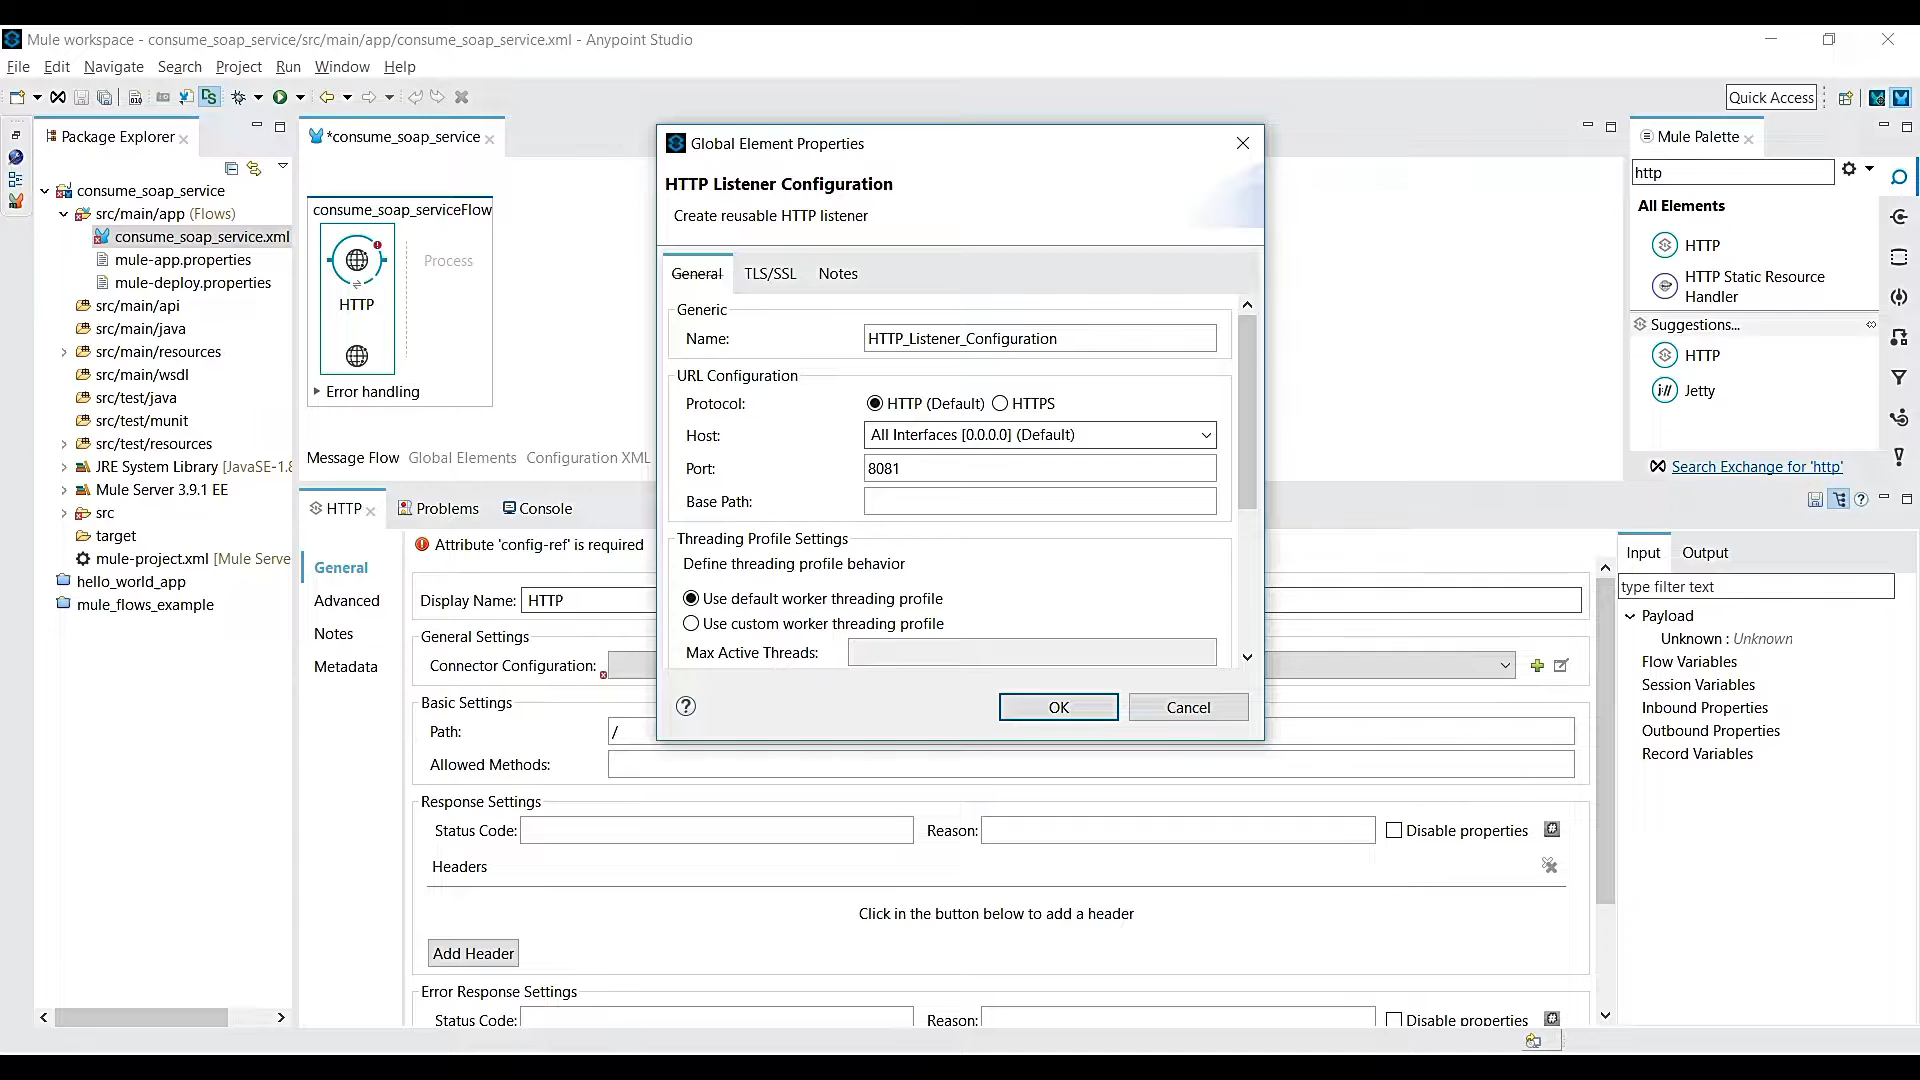 Mule workspace - consume_soap_service/src/main/app/consume_soap_service.xml - Anypoint Studio
File Edit Navigate Search Project Run Window Help
Quick Access
Package Explorer
consume_soap_service
src/main/app (Flows)
consume_soap_service.xml
mule-app.properties
mule-deploy.properties
src/main/api
src/main/java
src/main/resources
src/main/wsdl
src/test/java
src/test/munit
src/test/resources
JRE System Library [JavaSE-1.8
Mule Server 3.9.1 EE
src
target
mule-project.xml [Mule Serve
hello_world_app
mule_flows_example
*consume_soap_service
consume_soap_serviceFlow
HTTP
Process
Error handling
Message Flow Global Elements Configuration XML
Global Element Properties
HTTP Listener Configuration
Create reusable HTTP listener
General TLS/SSL Notes
Generic
Name: HTTP_Listener_Configuration
URL Configuration
Protocol: HTTP (Default) HTTPS
Host: All Interfaces [0.0.0.0] (Default)
Port: 8081
Base Path:
Threading Profile Settings
Define threading profile behavior
Use default worker threading profile
Use custom worker threading profile
Max Active Threads:
OK Cancel
Mule Palette
http
All Elements
HTTP
HTTP Static Resource
Handler
Suggestions...
HTTP
Jetty
Search Exchange for 'http'
HTTP Problems Console
General
Advanced
Notes
Metadata
Attribute 'config-ref' is required
Display Name: HTTP
General Settings
Connector Configuration:
Basic Settings
Path: /
Allowed Methods:
Response Settings
Status Code: Reason: Disable properties
Headers
Click in the button below to add a header
Add Header
Error Response Settings
Status Code: Reason: Disable properties
Input Output
type filter text
Payload
Unknown : Unknown
Flow Variables
Session Variables
Inbound Properties
Outbound Properties
Record Variables